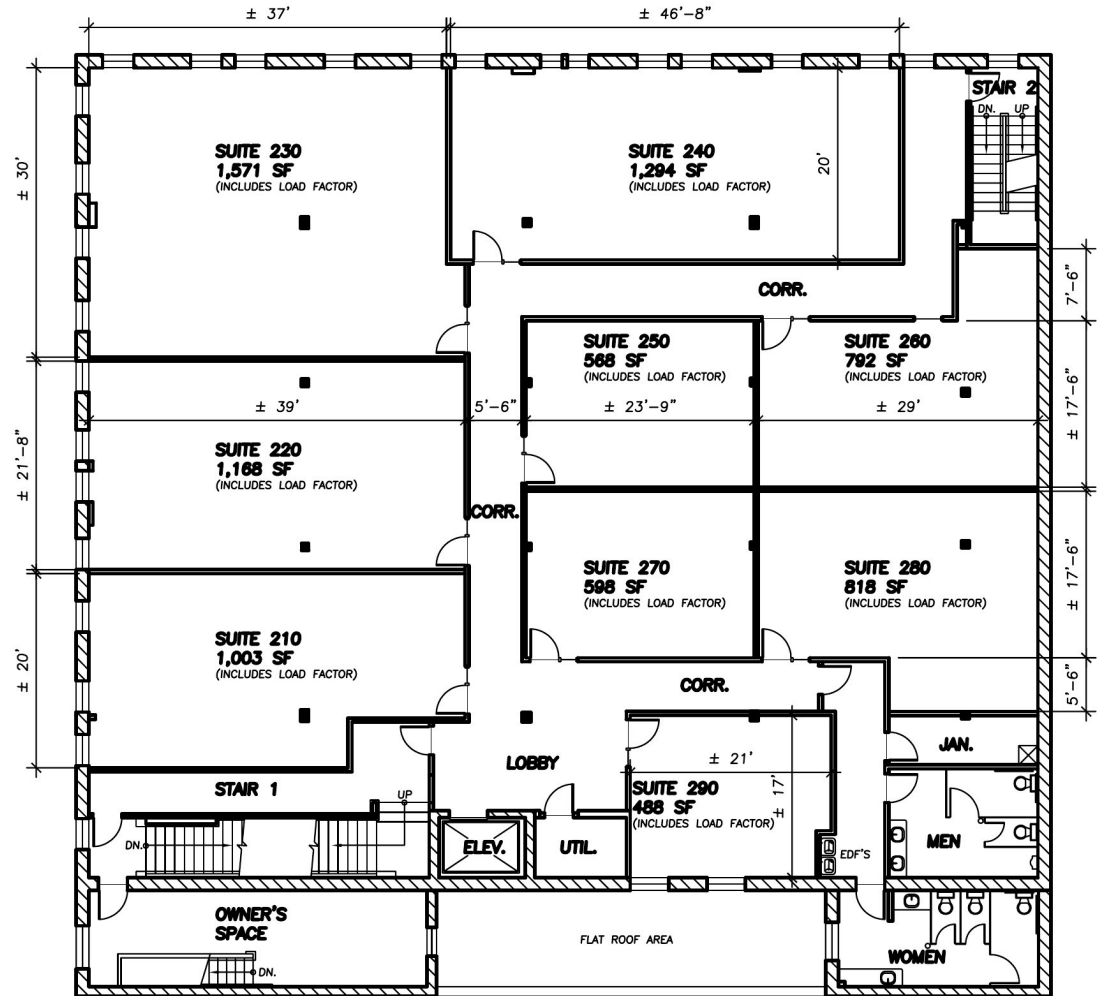 ± 37'
± 46'-8"
± 30'
SUITE 230
1,571 SF
(INCLUDES LOAD FACTOR)
SUITE 240
1,294 SF
(INCLUDES LOAD FACTOR)
20'
STAIR 2
DN.
UP
7'-6"
CORR.
SUITE 250
568 SF
(INCLUDES LOAD FACTOR)
SUITE 260
792 SF
(INCLUDES LOAD FACTOR)
± 39'
5'-6"
± 23'-9"
± 29'
± 17'-6"
± 21'-8"
SUITE 220
1,168 SF
(INCLUDES LOAD FACTOR)
CORR.
SUITE 270
598 SF
(INCLUDES LOAD FACTOR)
SUITE 280
818 SF
(INCLUDES LOAD FACTOR)
± 17'-6"
± 20'
SUITE 210
1,003 SF
(INCLUDES LOAD FACTOR)
CORR.
5'-6"
LOBBY
± 21'
JAN.
STAIR 1
UP
SUITE 290
488 SF
(INCLUDES LOAD FACTOR)
± 17'
DN.
ELEV.
UTIL.
EDF'S
MEN
OWNER'S
SPACE
DN.
FLAT ROOF AREA
WOMEN